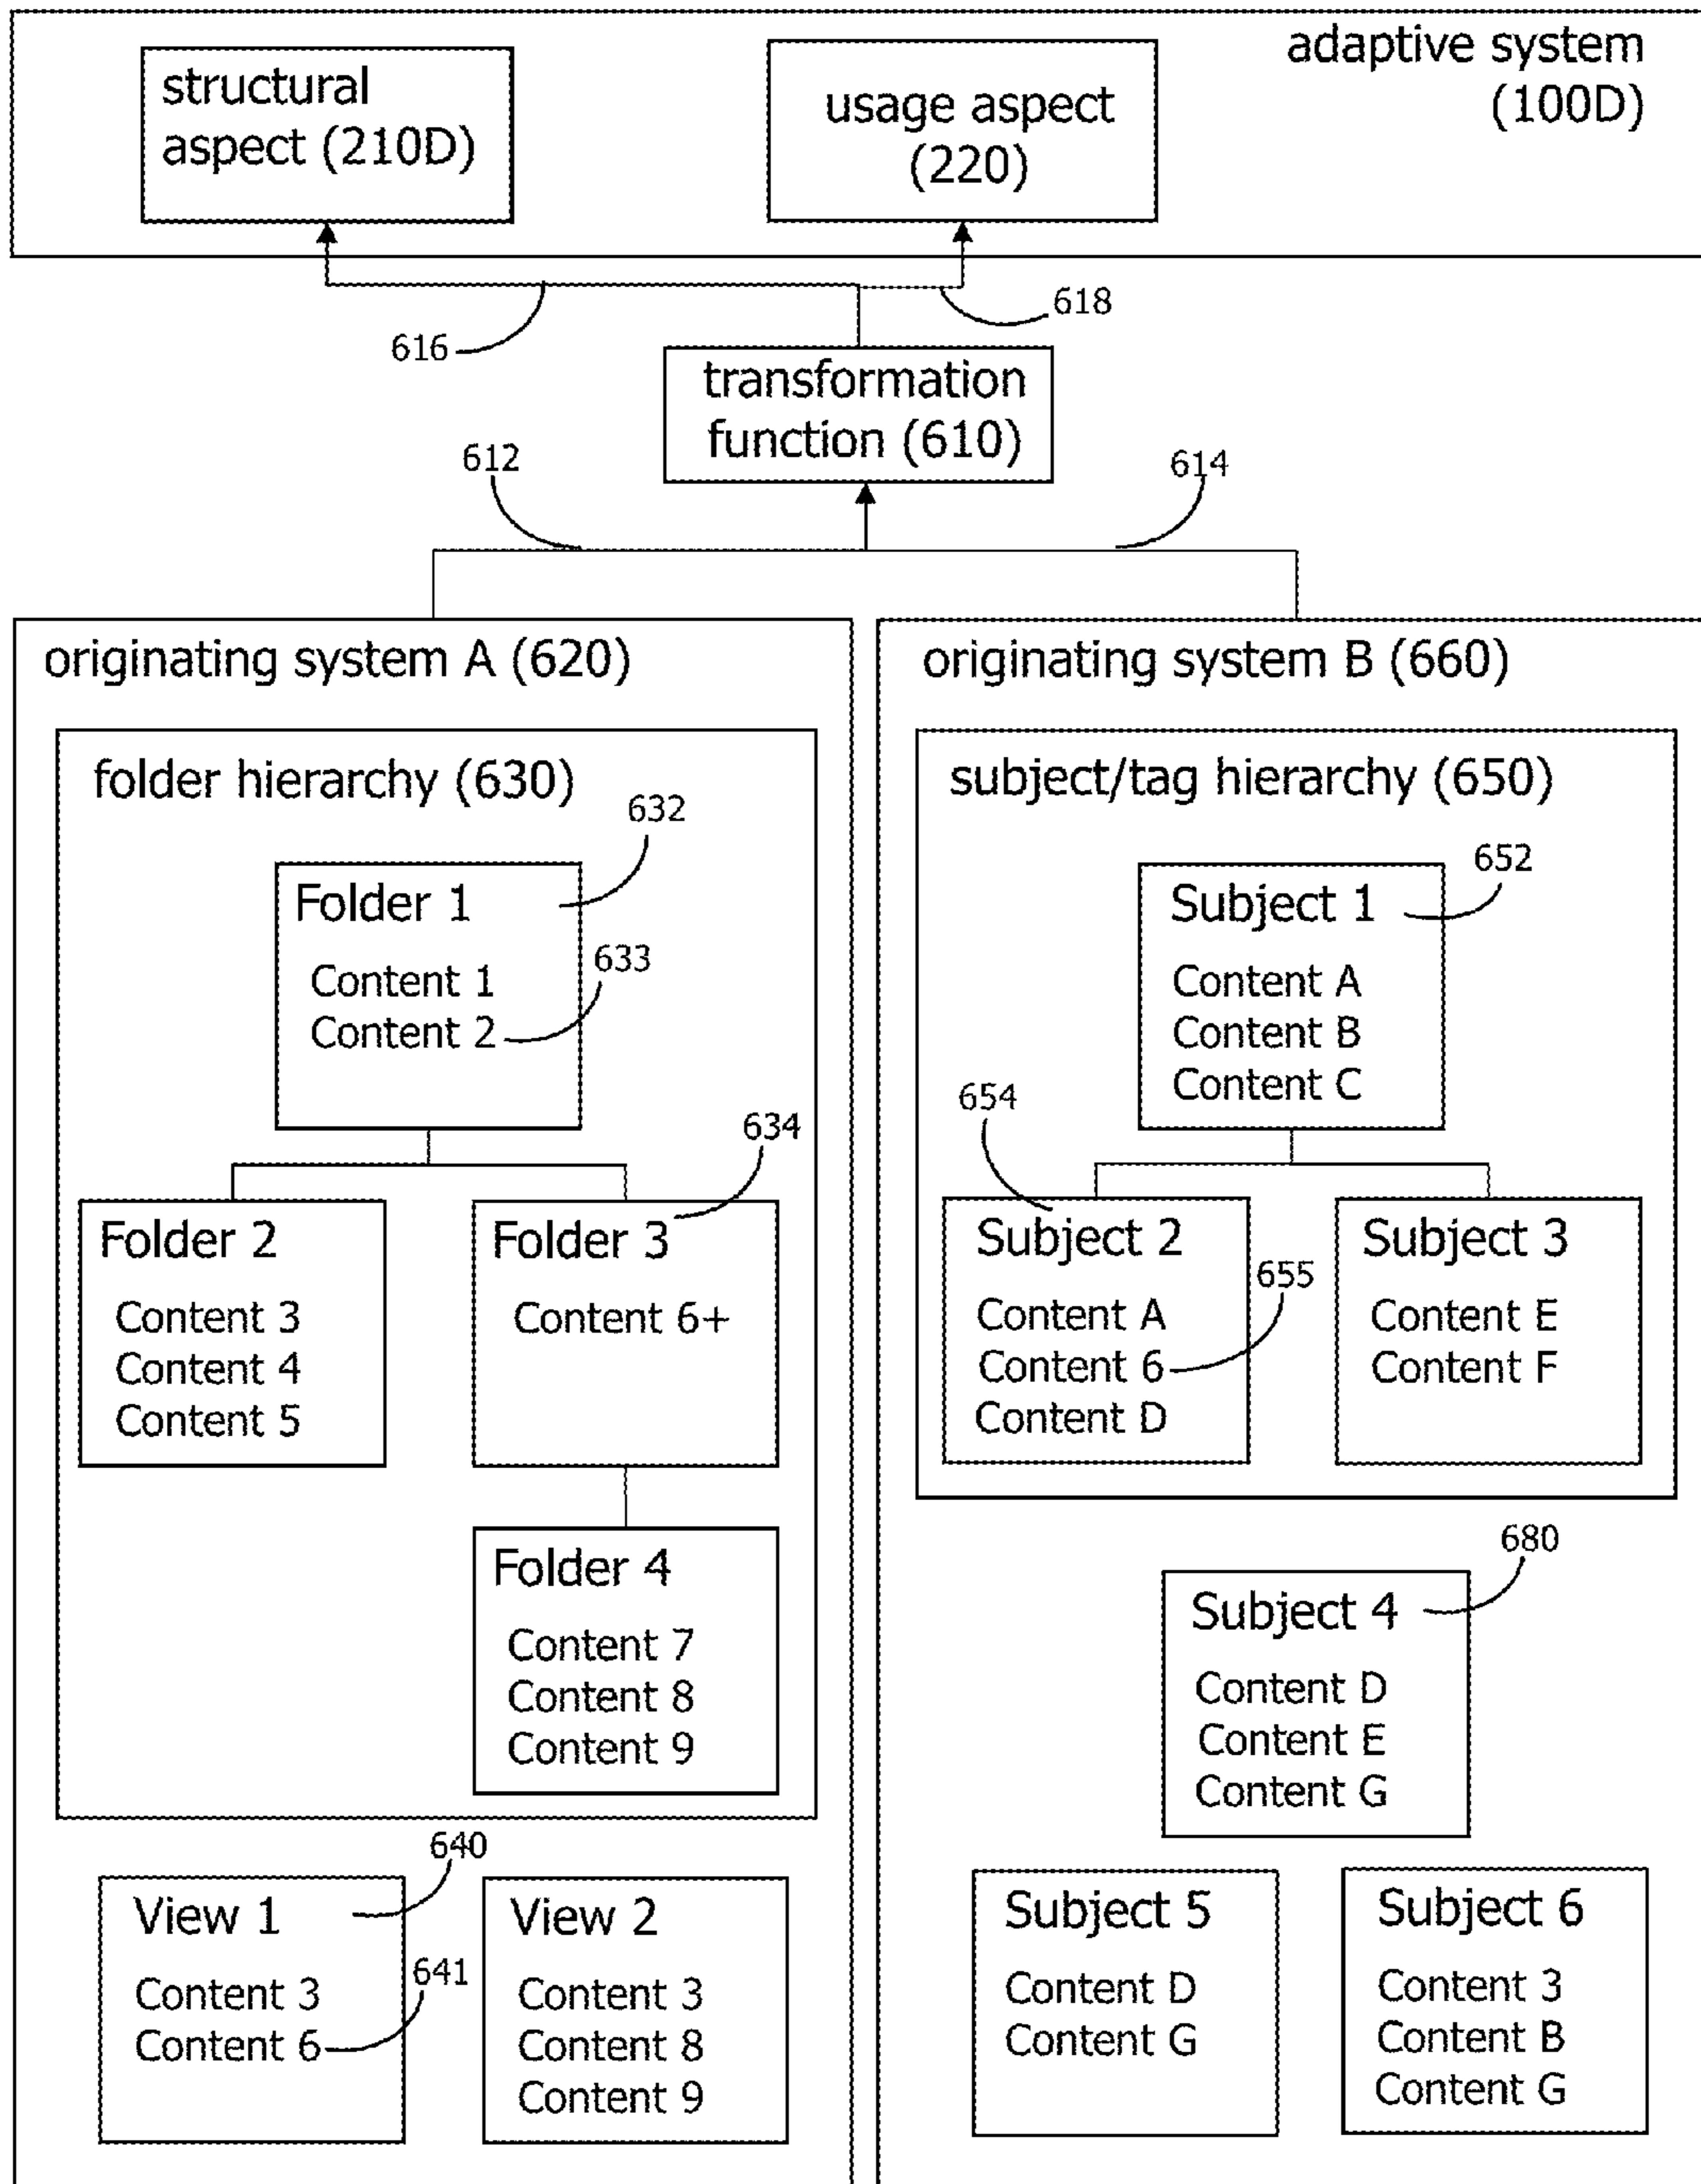 structural
aspect (210D)
usage aspect
(220)
adaptive system
(100D)
616
618
transformation
function (610)
612
614
originating system A (620)
folder hierarchy (630)
632
Folder 1
633
Content 1
Content 2
634
Folder 2
Content 3
Content 4
Content 5
Folder 3
Content 6+
Folder 4
Content 7
Content 8
Content 9
640
View 1
641
Content 3
Content 6
View 2
Content 3
Content 8
Content 9
originating system B (660)
subject/tag hierarchy (650)
652
Subject 1
Content A
Content B
Content C
654
Subject 2
655
Content A
Content 6
Content D
Subject 3
Content E
Content F
680
Subject 4
Content D
Content E
Content G
Subject 5
Content D
Content G
Subject 6
Content 3
Content B
Content G